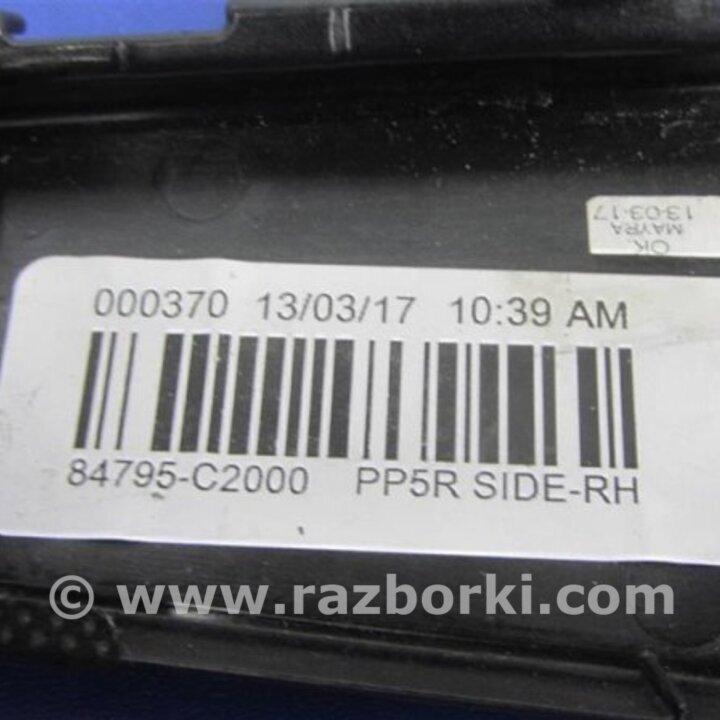 OK
MAYRA
13-03-17
000370 13/03/17 10:39 AM
84795-C2000 PP5R SIDE-RH
© www.razborki.com